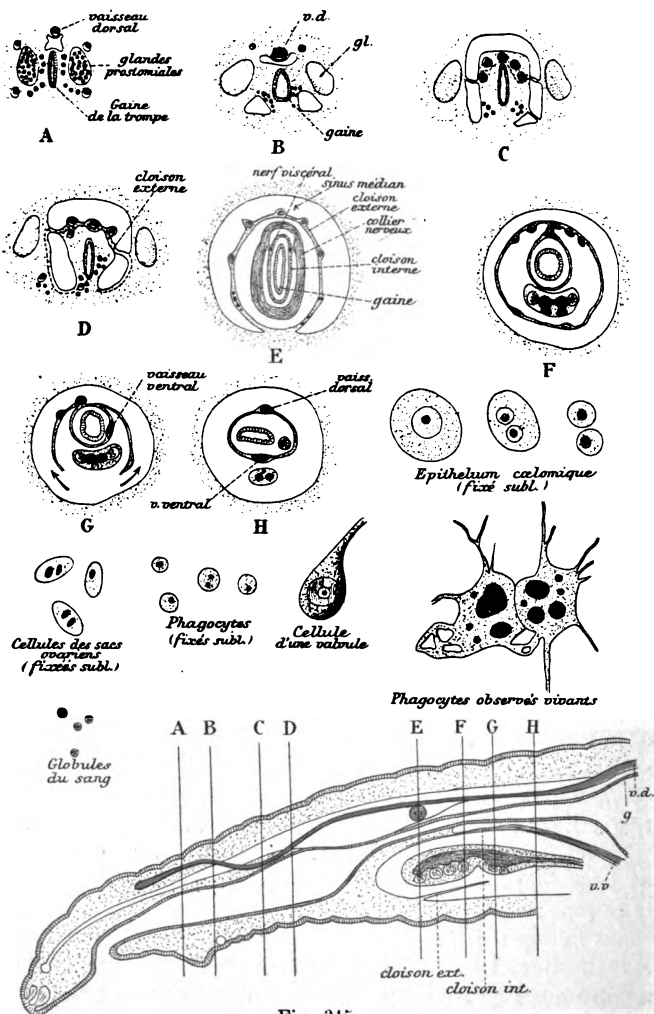 vaisseau
dorsal
glandes
prostomiales
Gaine
de la trompe
A
v.d.
gl.
gaine
B
C
cloison
externe
D
nerf viscéral
sinus médian
cloison
externe
collier
nerveux
cloison
interne
gaine
E
F
vaisseau
ventral
G
vaiss.
dorsal
v.ventral
H
Epithelium cœlomique
(fixé subl.)
Cellules des sacs
ovariens
(fixés subl.)
Phagocytes
(fixés subl.)
Cellule
d'une valvule
Phagocytes observés vivants
Globules
du sang
A B C D E F G H
v.d.
g
v.v
cloison ext.
cloison int.